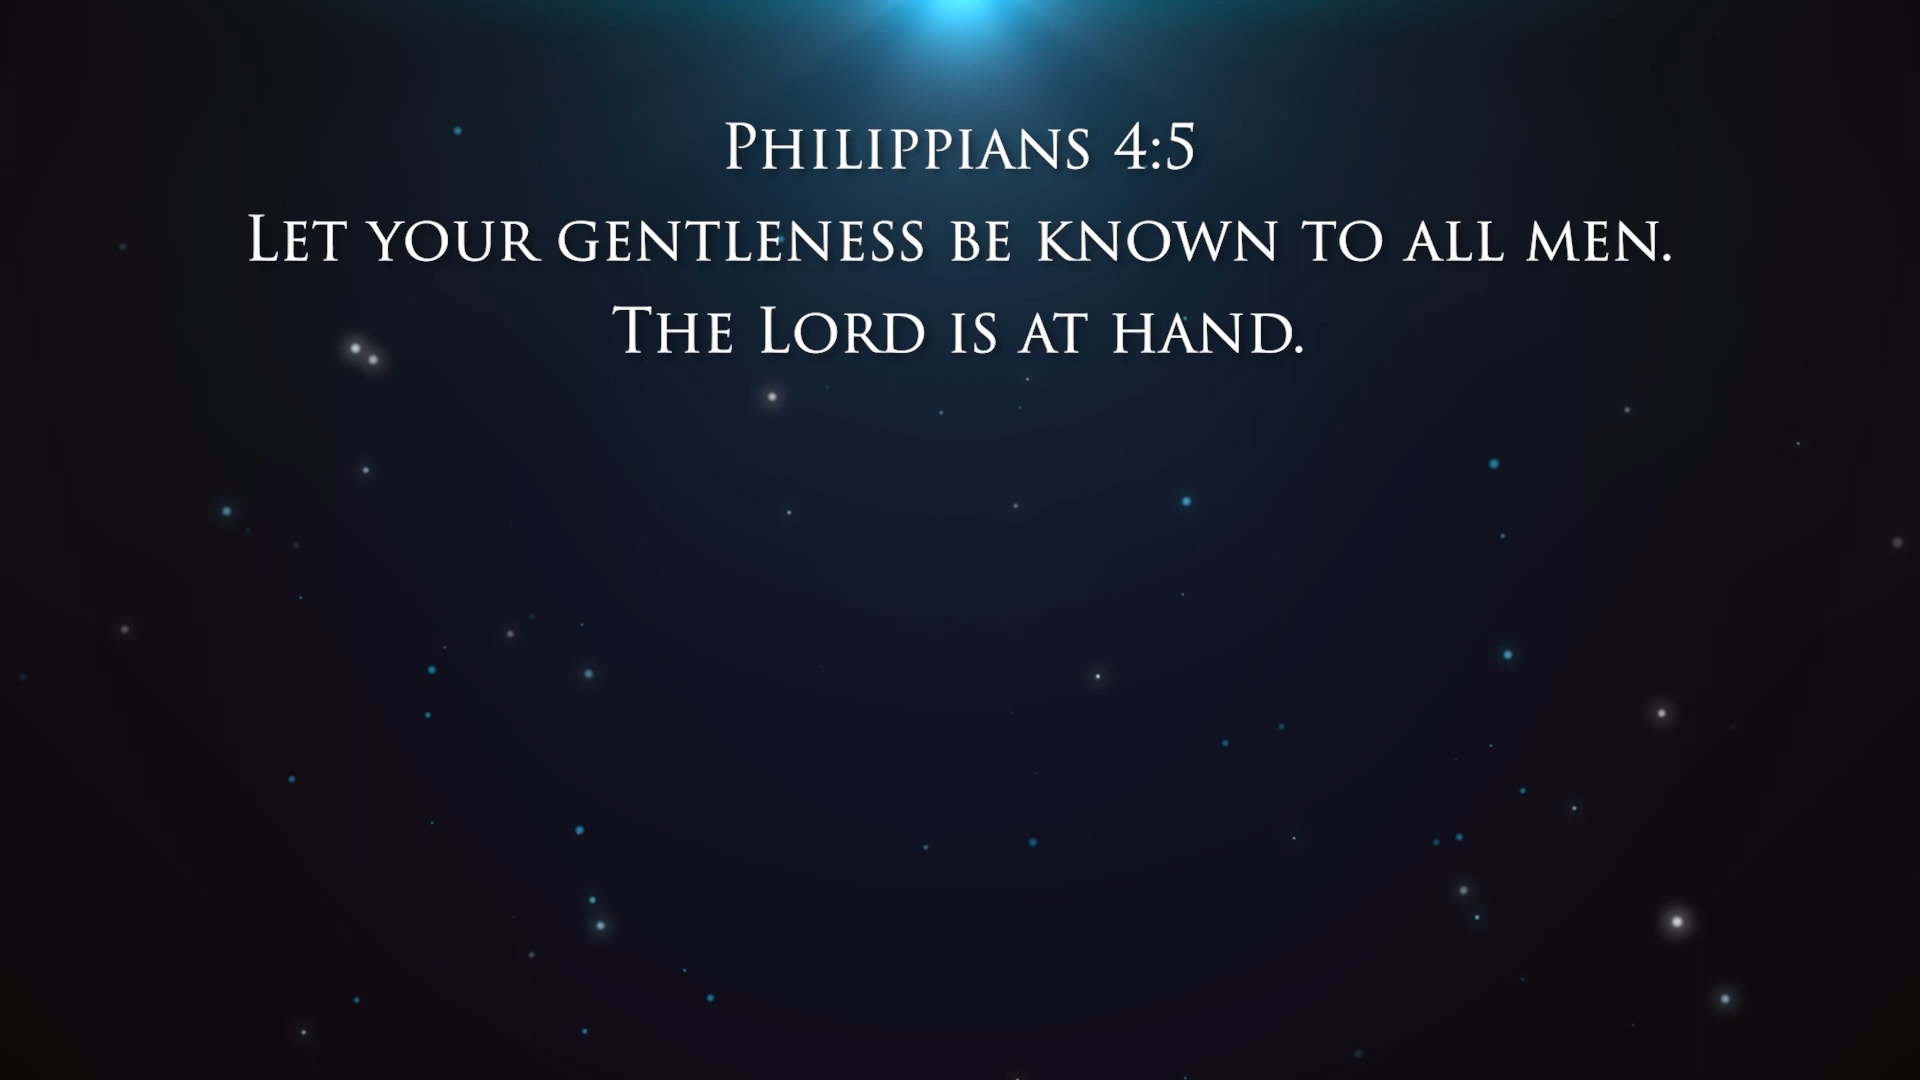 Philippians 4:5
Let your gentleness be known to all men.
The Lord is at hand.